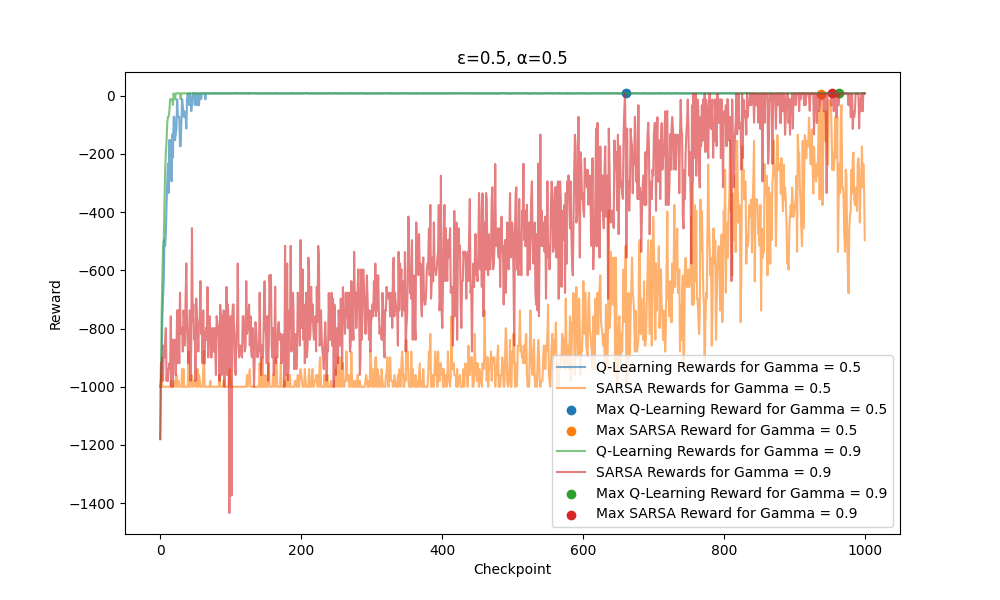 ε=0.5, α=0.5
Reward
0
−200
−400
−600
−800
−1000
−1200
−1400
0
200
400
600
800
1000
Checkpoint
Q-Learning Rewards for Gamma = 0.5
SARSA Rewards for Gamma = 0.5
Max Q-Learning Reward for Gamma = 0.5
Max SARSA Reward for Gamma = 0.5
Q-Learning Rewards for Gamma = 0.9
SARSA Rewards for Gamma = 0.9
Max Q-Learning Reward for Gamma = 0.9
Max SARSA Reward for Gamma = 0.9